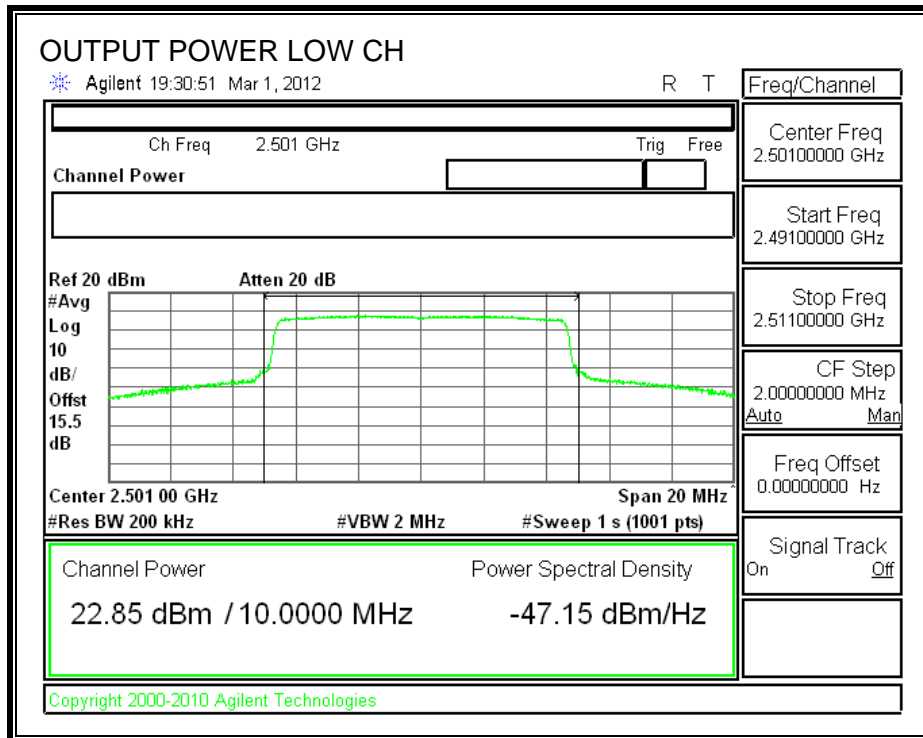 OUTPUT POWER LOW CH
Agilent 19:30:51 Mar 1, 2012 R T
Freq/Channel
Ch Freq 2.501 GHz Trig Free
Channel Power
Center Freq
2.50100000 GHz
Start Freq
2.49100000 GHz
Stop Freq
2.51100000 GHz
CF Step
2.00000000 MHz
Auto Man
Freq Offset
0.00000000 Hz
Signal Track
On Off
Ref 20 dBm Atten 20 dB
#Avg
Log
10
dB/
Offst
15.5
dB
Center 2.501 00 GHz Span 20 MHz
#Res BW 200 kHz #VBW 2 MHz #Sweep 1 s (1001 pts)
Channel Power Power Spectral Density
22.85 dBm / 10.0000 MHz -47.15 dBm/Hz
Copyright 2000-2010 Agilent Technologies